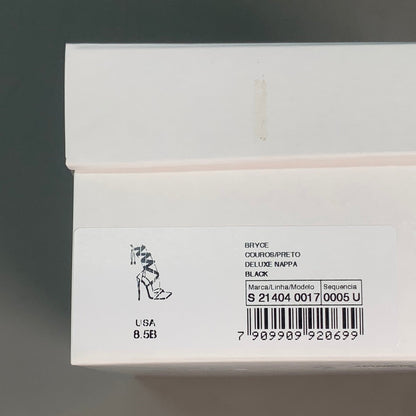 BRYCE
COUROS/PRETO
DELUXE NAPPA
BLACK
Marca/Linha/Modelo Sequencia
S 21404 0017 0005 U
USA
8.5B
7 909909 920699